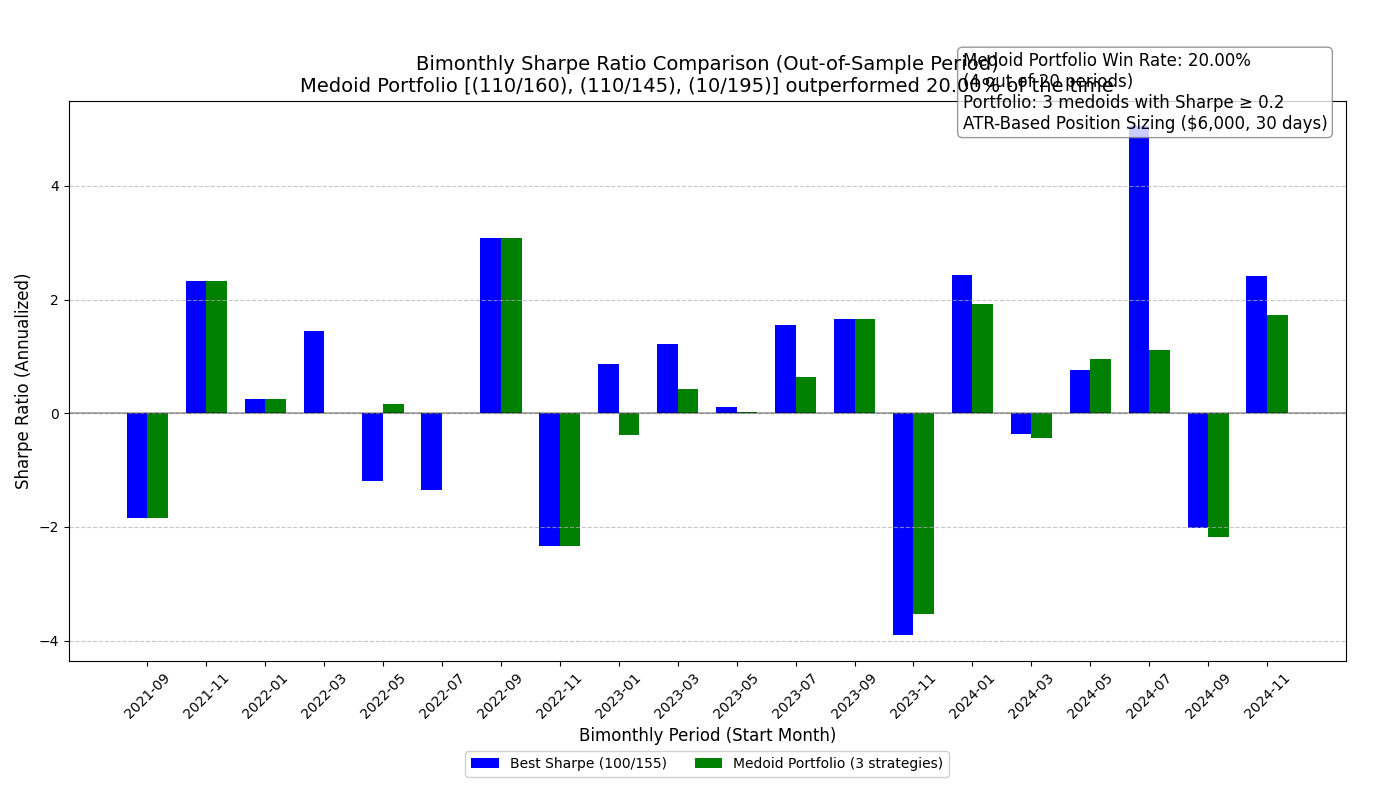 Bimonthly Sharpe Ratio Comparison (Out-of-Sample Period)
Medoid Portfolio [(110/160), (110/145), (10/195)] outperformed 20.00% of the time
Medoid Portfolio Win Rate: 20.00%
(4 out of 20 periods)
Portfolio: 3 medoids with Sharpe ≥ 0.2
ATR-Based Position Sizing ($6,000, 30 days)
Sharpe Ratio (Annualized)
4
2
0
−2
−4
2021-09
2021-11
2022-01
2022-03
2022-05
2022-07
2022-09
2022-11
2023-01
2023-03
2023-05
2023-07
2023-09
2023-11
2024-01
2024-03
2024-05
2024-07
2024-09
2024-11
Bimonthly Period (Start Month)
Best Sharpe (100/155)
Medoid Portfolio (3 strategies)